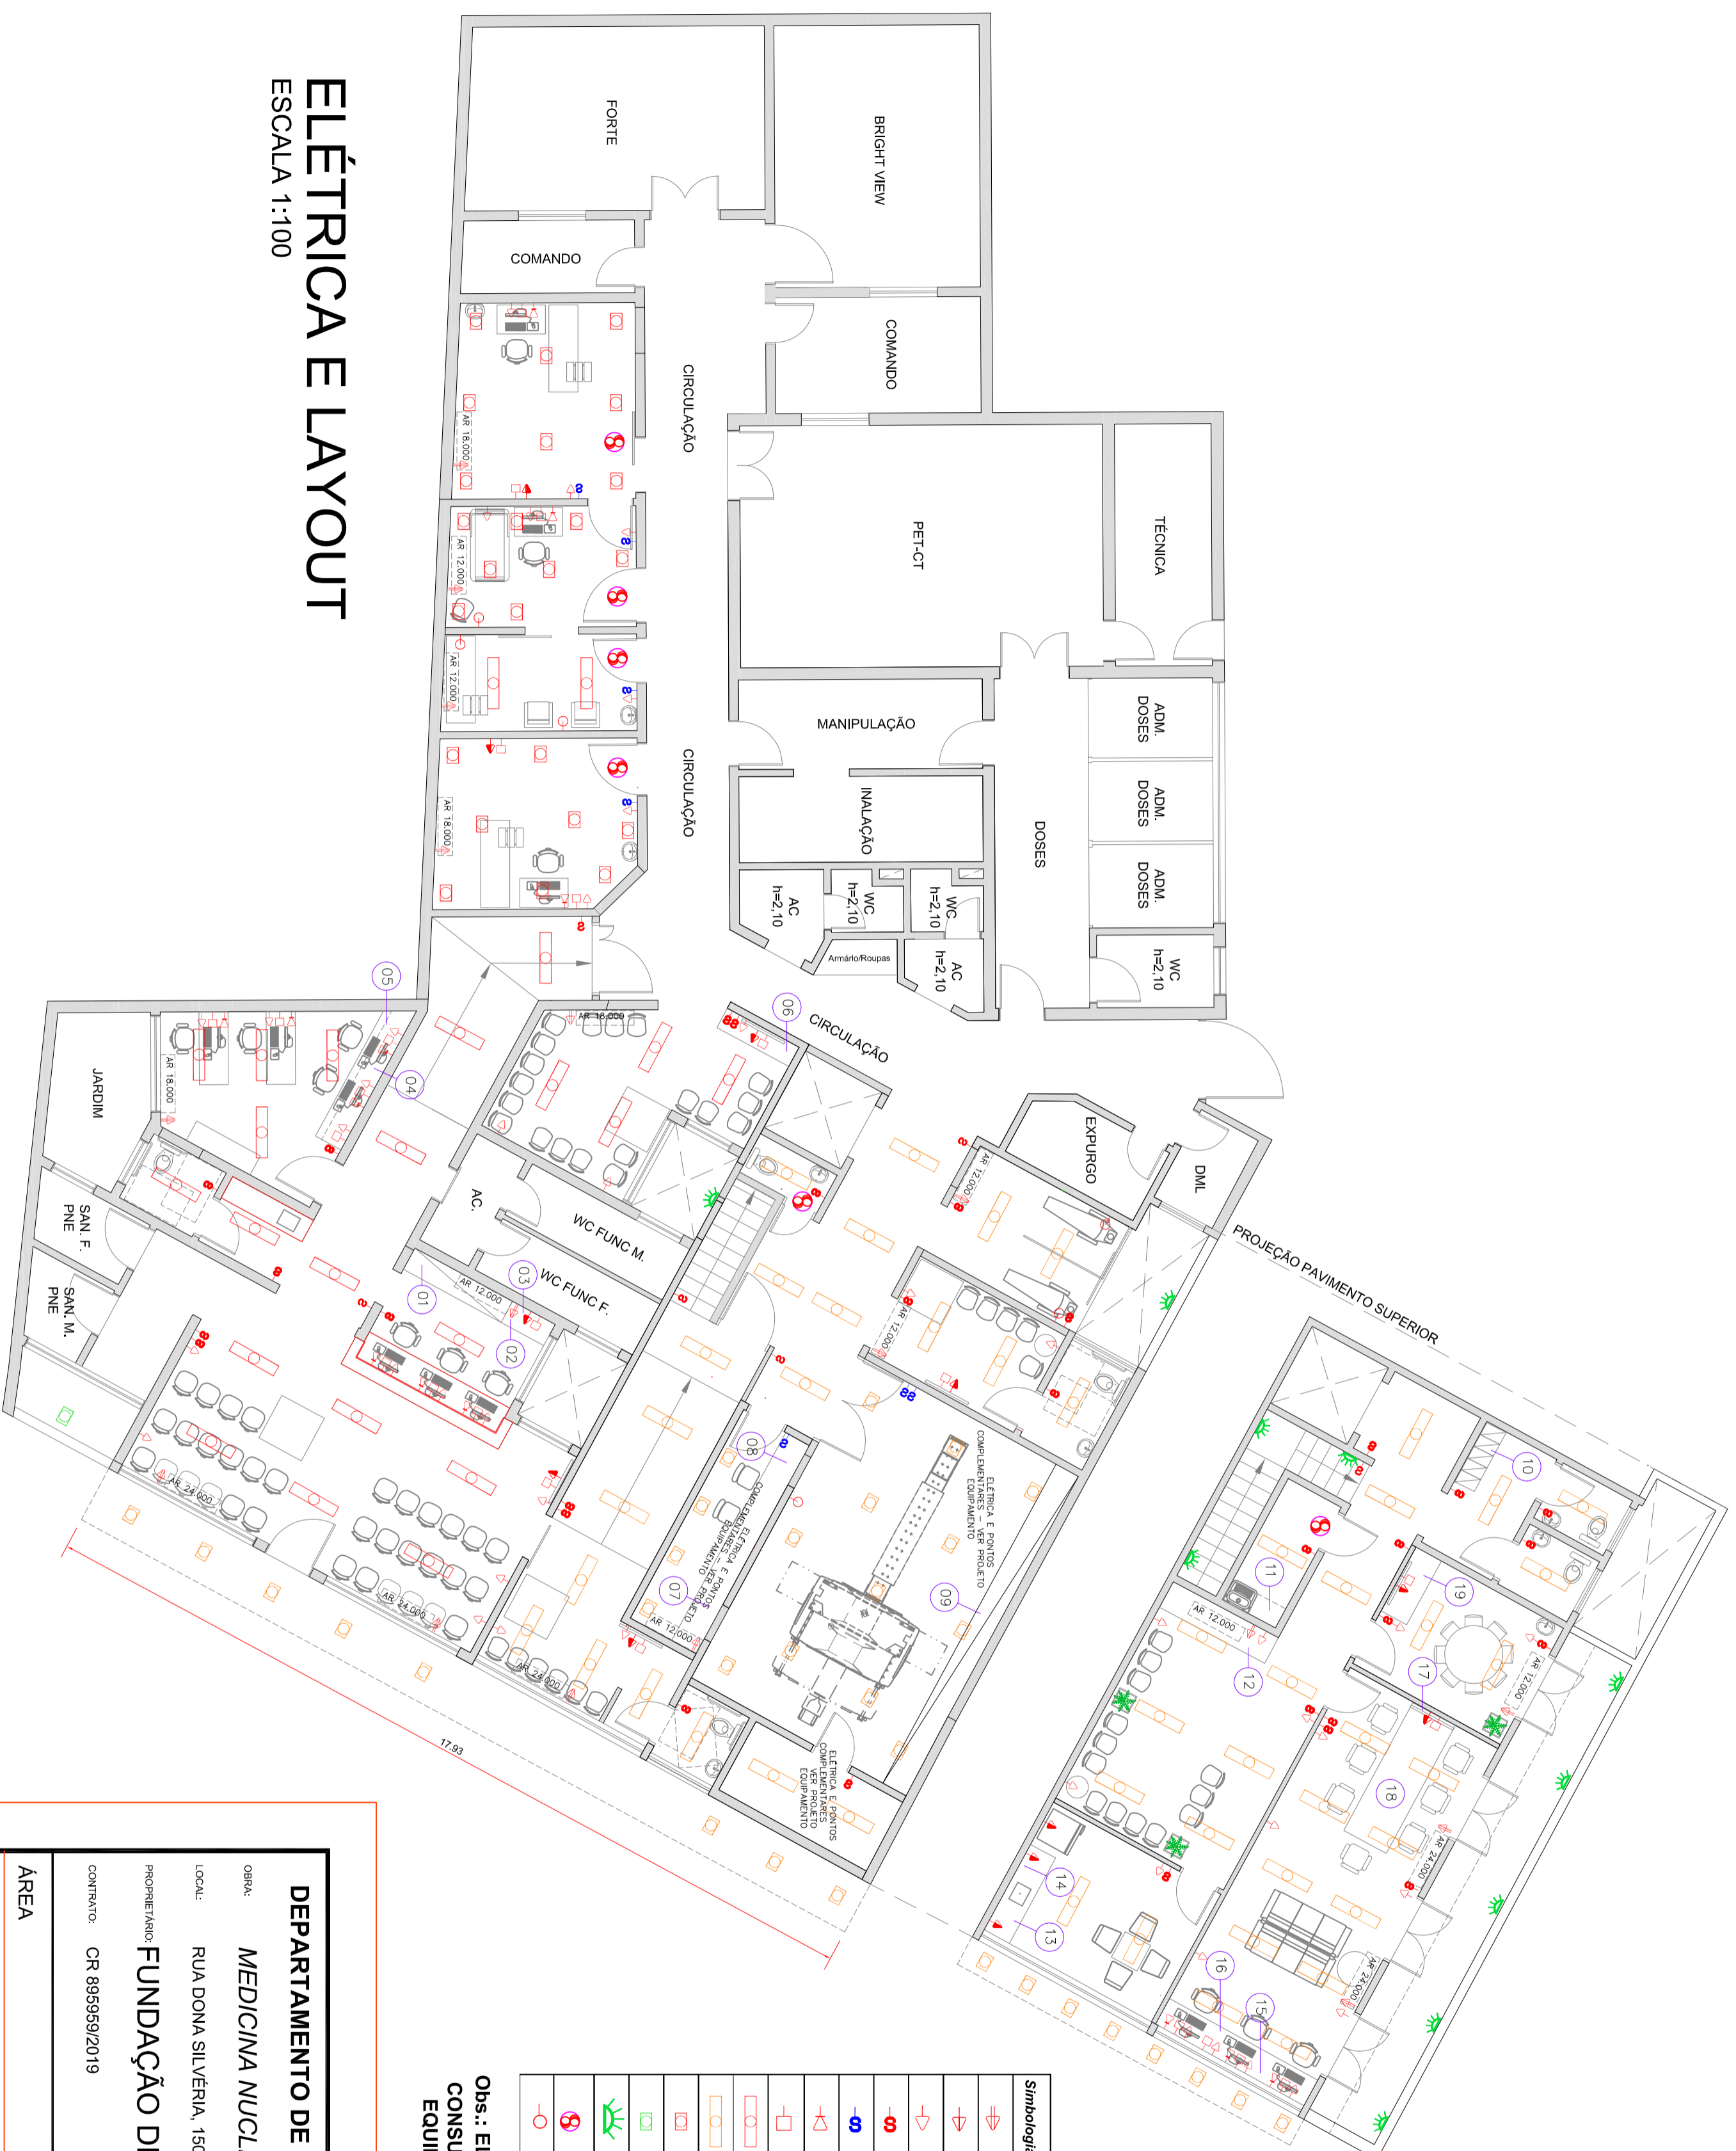 ELÉTRICA E LAYOUT
ESCALA 1:100
FORTE
BRIGHT VIEW
COMANDO
COMANDO
CIRCULAÇÃO
PET-CT
TÉCNICA
AR 18.000
AR 12.000
AR 12.000
AR 18.000
CIRCULAÇÃO
MANIPULAÇÃO
INALAÇÃO
DOSES
ADM.
DOSES
ADM.
DOSES
ADM.
DOSES
AC
h=2,10
WC
h=2,10
WC
h=2,10
AC
h=2,10
WC
h=2,10
Armário/Roupas
CIRCULAÇÃO
05
04
06
AR 18.000
AR 18.000
JARDIM
SAN. F.
PNE
SAN. M.
PNE
AC.
WC FUNC M.
WC FUNC F.
01
02
03
AR 12.000
EXPURGO
DML
AR 12.000
AR 12.000
PROJEÇÃO PAVIMENTO SUPERIOR
AR 24.000
AR 24.000
AR 24.000
08
07
09
AR 12.000
ELÉTRICA E PONTOS
COMPLEMENTARES – VER PROJETO
EQUIPAMENTO
ELÉTRICA E PONTOS
COMPLEMENTARES – VER PROJETO
EQUIPAMENTO
ELÉTRICA E PONTOS
COMPLEMENTARES
VER PROJETO
EQUIPAMENTO
17.93
10
11
19
12
17
18
AR 12.000
AR 12.000
AR 24.000
AR 24.000
14
13
16
15
Simbologia
Obs.: El
CONSU
EQUI
DEPARTAMENTO DE
OBRA: MEDICINA NUCL
LOCAL: RUA DONA SILVÉRIA, 150
PROPRIETÁRIO: FUNDAÇÃO DI
CONTRATO: CR 895959/2019
ÁREA